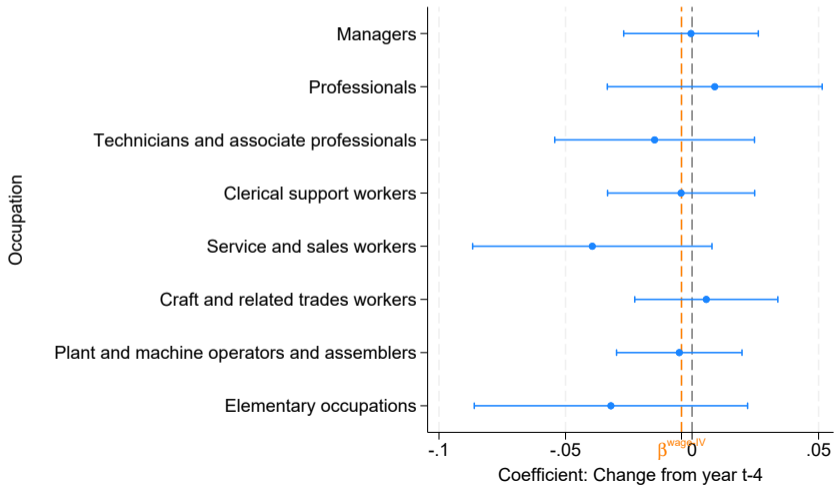 Occupation
Managers
Professionals
Technicians and associate professionals
Clerical support workers
Service and sales workers
Craft and related trades workers
Plant and machine operators and assemblers
Elementary occupations
-.1 -.05 0 .05
β^wage,IV
Coefficient: Change from year t-4